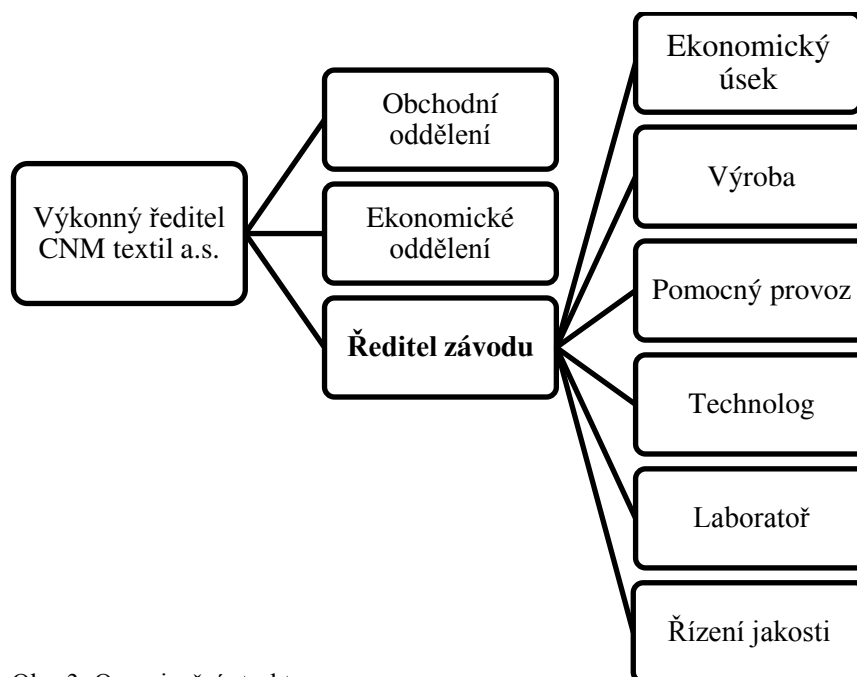 Výkonný ředitel
CNM textil a.s.
Obchodní
oddělení
Ekonomické
oddělení
Ředitel závodu
Ekonomický
úsek
Výroba
Pomocný provoz
Technolog
Laboratoř
Řízení jakosti